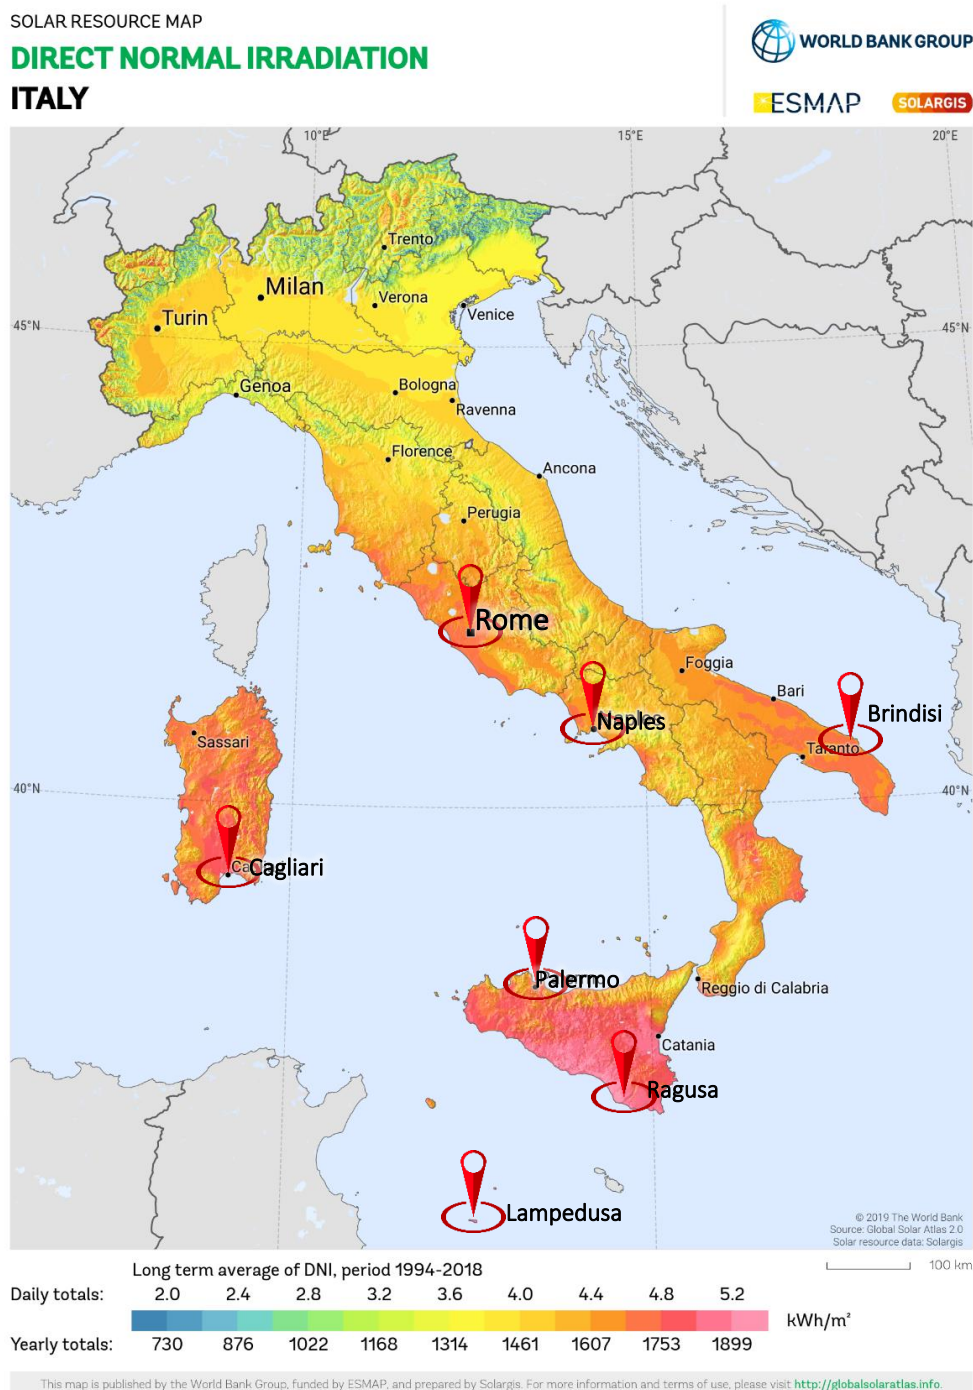 SOLAR RESOURCE MAP
DIRECT NORMAL IRRADIATION
ITALY
WORLD BANK GROUP
ESMAP
SOLARGIS
10°E
15°E
20°E
Trento
Milan
Verona
Venice
Turin
45°N
45°N
Genoa
Bologna
Ravenna
Florence
Ancona
Perugia
Rome
Foggia
Bari
Brindisi
Naples
Sassari
Taranto
40°N
40°N
Cagliari
Palermo
Reggio di Calabria
Catania
Ragusa
Lampedusa
© 2019 The World Bank
Source: Global Solar Atlas 2.0
Solar resource data: Solargis
100 km
Long term average of DNI, period 1994-2018
Daily totals: 2.0 2.4 2.8 3.2 3.6 4.0 4.4 4.8 5.2
kWh/m²
Yearly totals: 730 876 1022 1168 1314 1461 1607 1753 1899
This map is published by the World Bank Group, funded by ESMAP, and prepared by Solargis. For more information and terms of use, please visit http://globalsolaratlas.info.